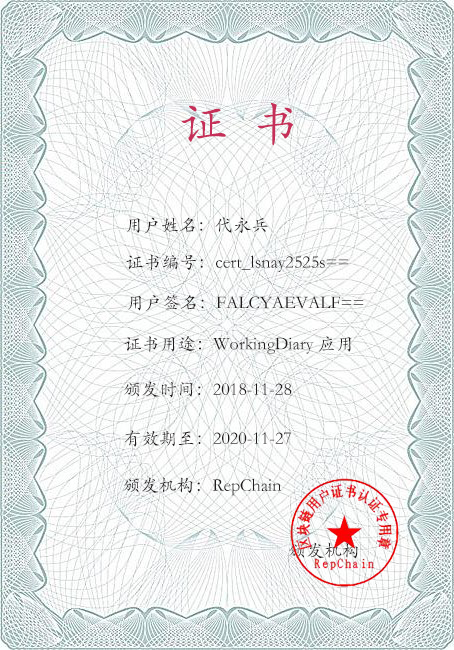 证 书
用户姓名：代永兵
证书编号：cert_lsnay2525s==
用户签名：FALCYAEVALF==
证书用途：WorkingDiary 应用
颁发时间：2018-11-28
有效期至：2020-11-27
颁发机构：RepChain
区块链用户证书认证专用章
颁发机构
RepChain